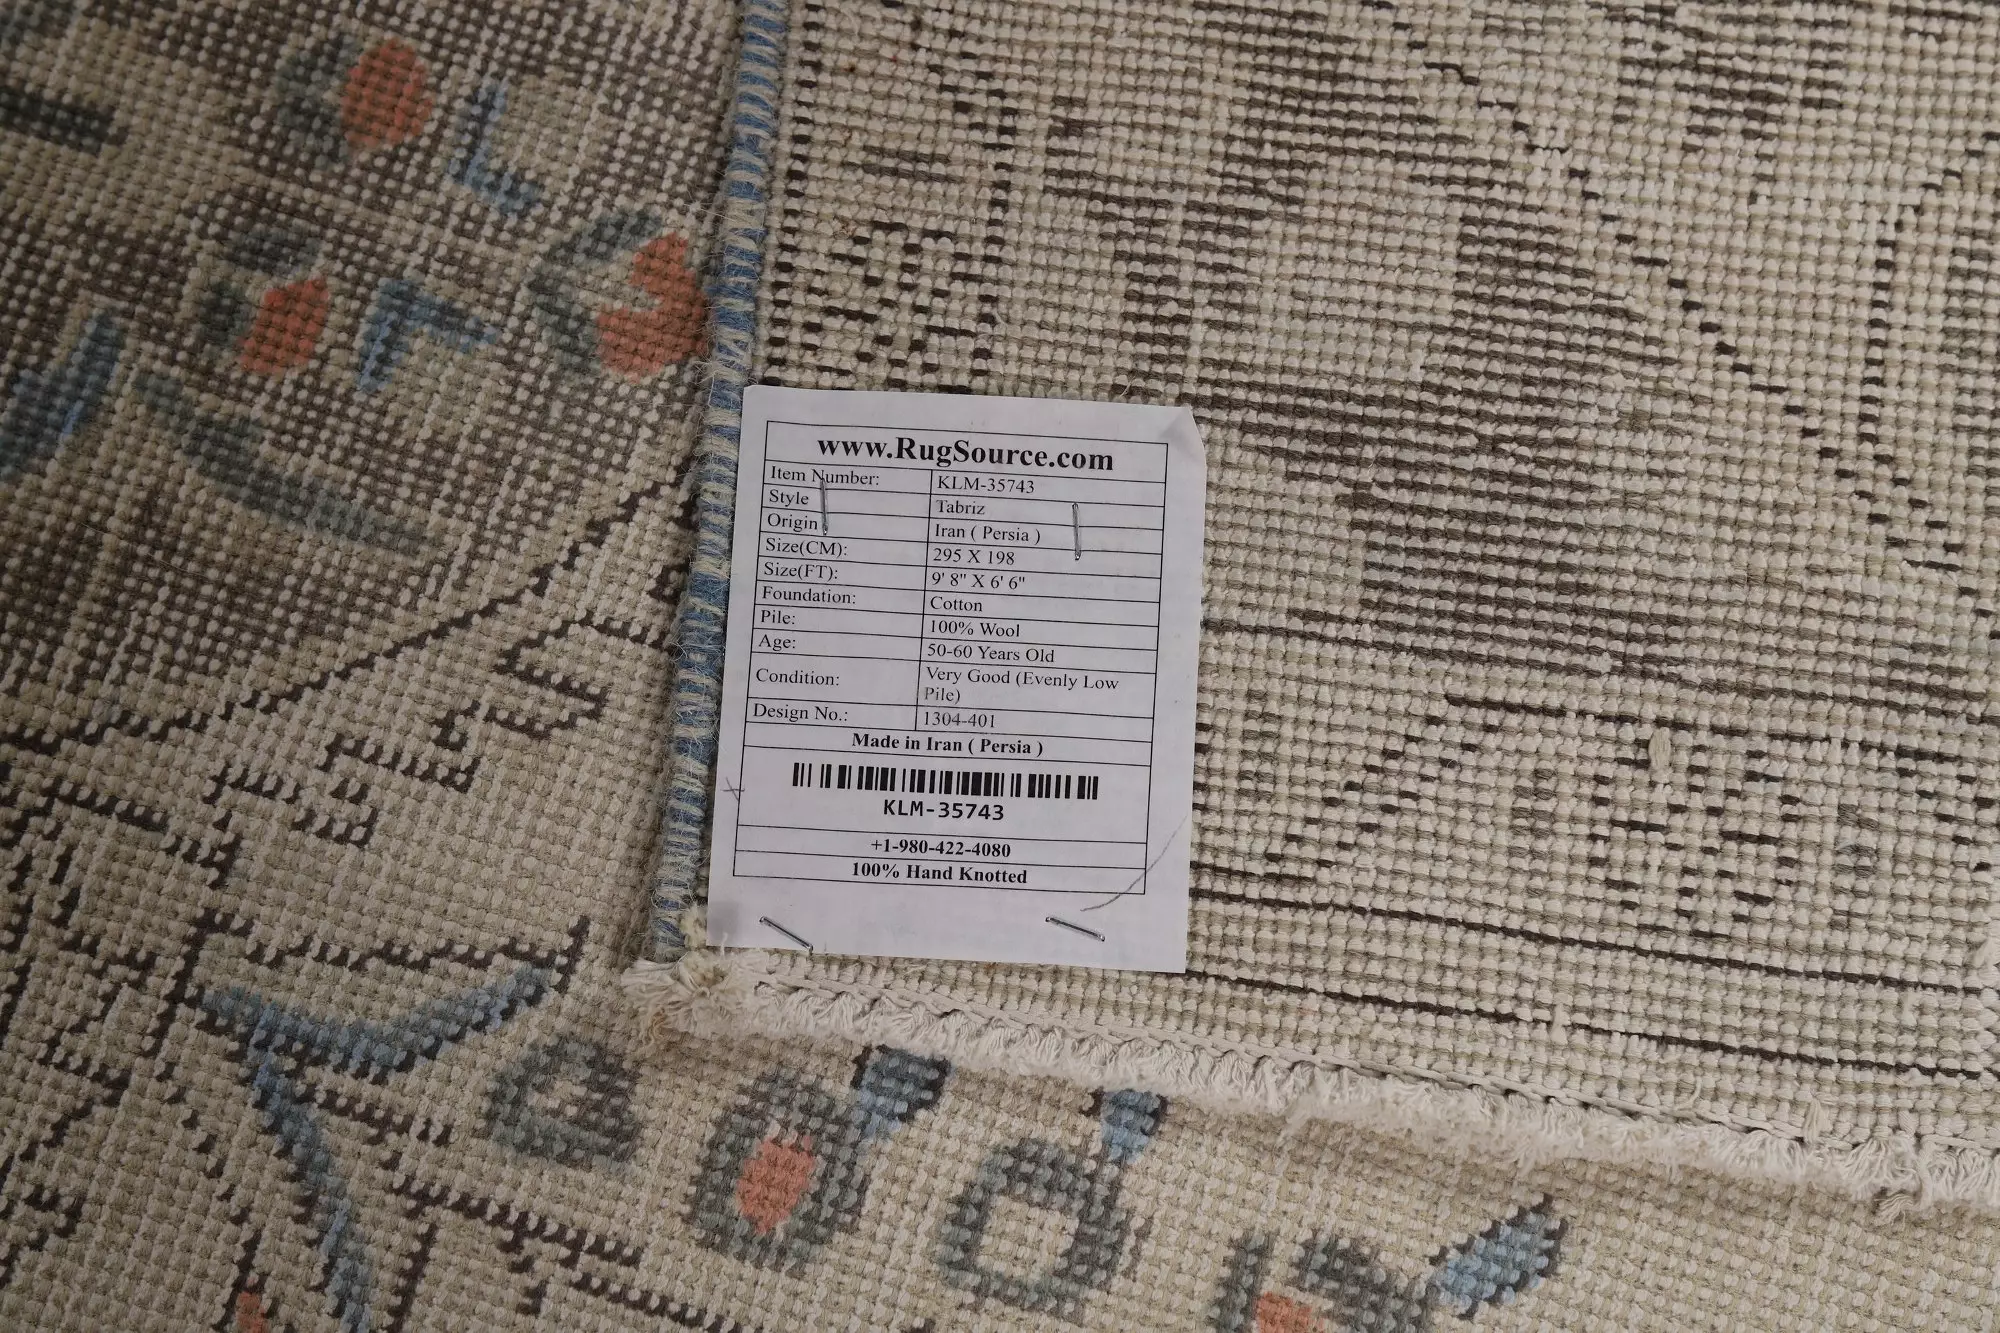 www.RugSource.com
Item Number: KLM-35743
Style Tabriz
Origin Iran ( Persia )
Size(CM): 295 X 198
Size(FT): 9' 8" X 6' 6"
Foundation: Cotton
Pile: 100% Wool
Age: 50-60 Years Old
Condition: Very Good (Evenly Low
Pile)
Design No.: 1304-401
Made in Iran ( Persia )
KLM-35743
+1-980-422-4080
100% Hand Knotted